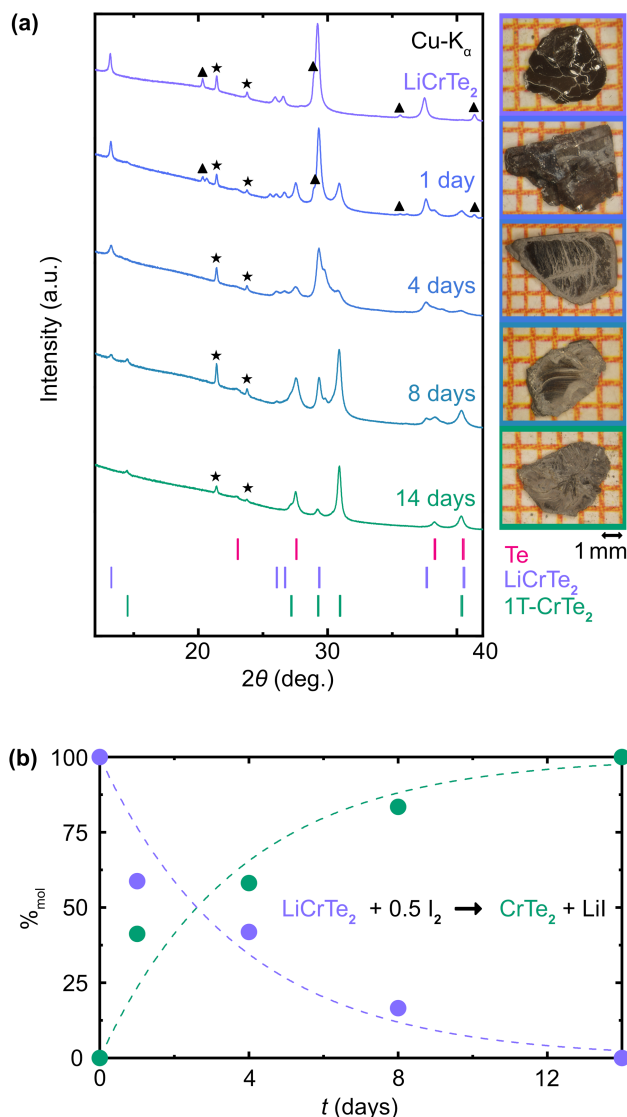 (a)
Cu-Kα
LiCrTe₂
1 day
4 days
8 days
14 days
Intensity (a.u.)
1 mm
Te
LiCrTe₂
1T-CrTe₂
20 30 40
2θ (deg.)
(b)
100
75
50
25
0
%mol
LiCrTe₂ + 0.5 I₂ → CrTe₂ + LiI
0 4 8 12
t (days)